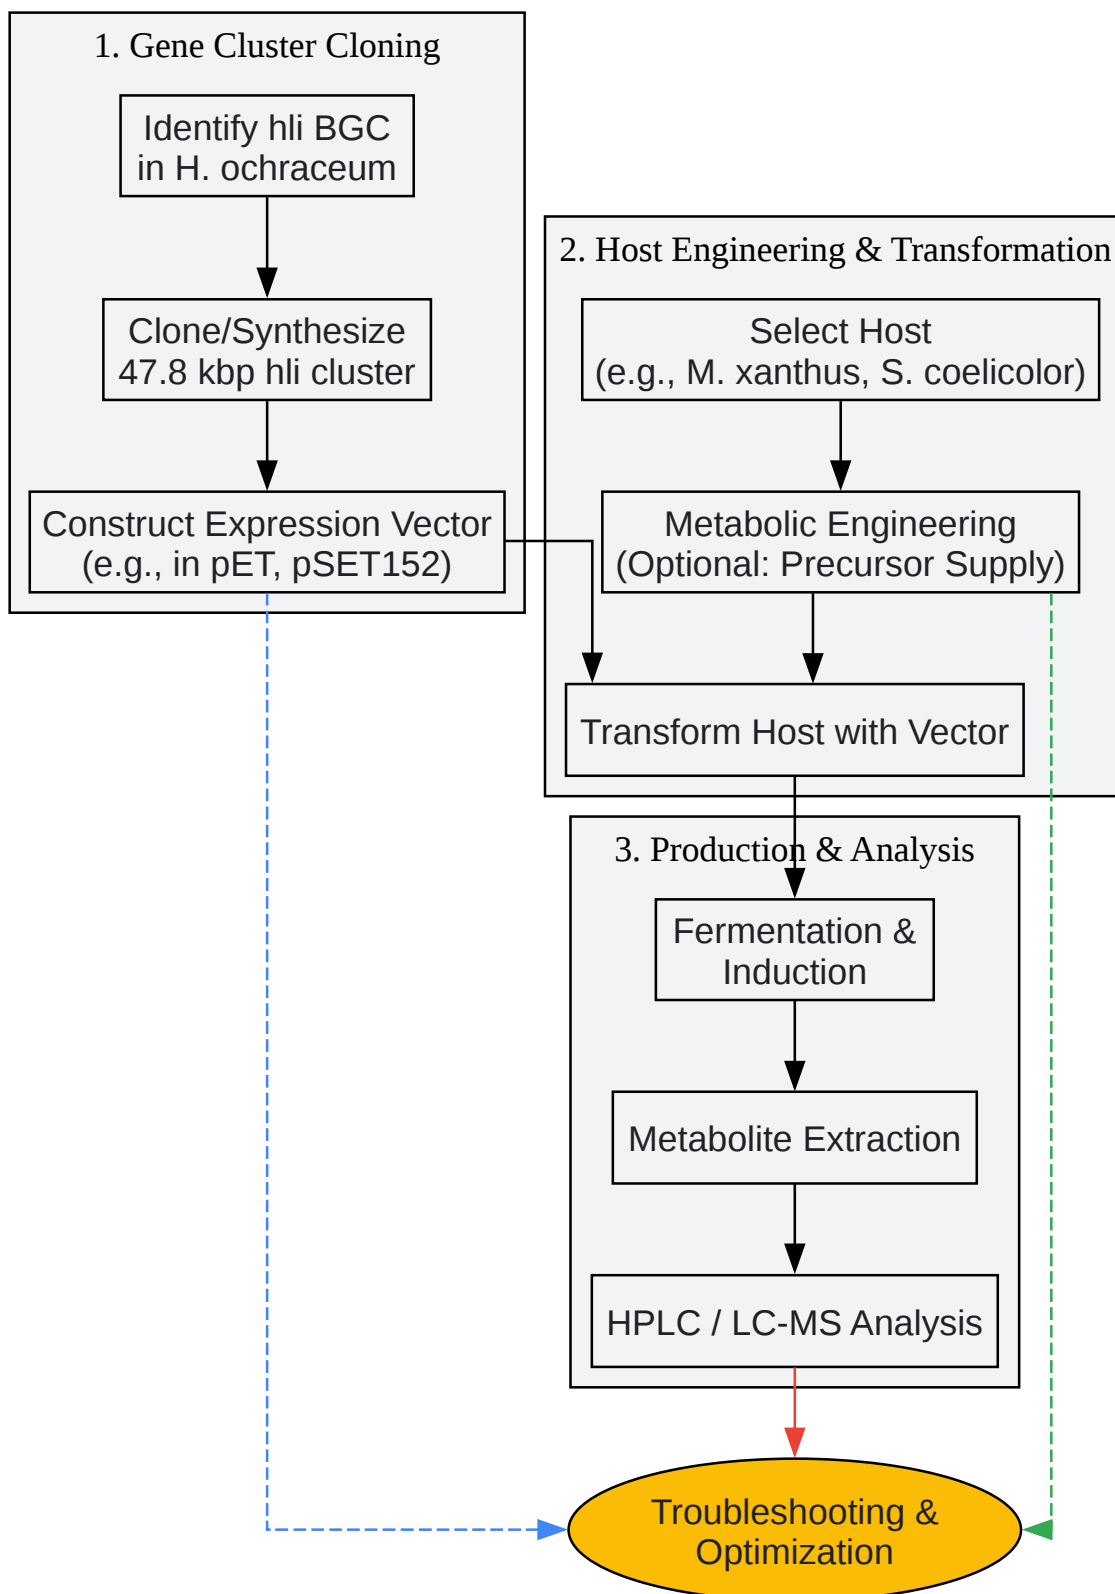 1. Gene Cluster Cloning
Identify hli BGC
in H. ochraceum
Clone/Synthesize
47.8 kbp hli cluster
Construct Expression Vector
(e.g., in pET, pSET152)
2. Host Engineering & Transformation
Select Host
(e.g., M. xanthus, S. coelicolor)
Metabolic Engineering
(Optional: Precursor Supply)
Transform Host with Vector
3. Production & Analysis
Fermentation &
Induction
Metabolite Extraction
HPLC / LC-MS Analysis
Troubleshooting &
Optimization